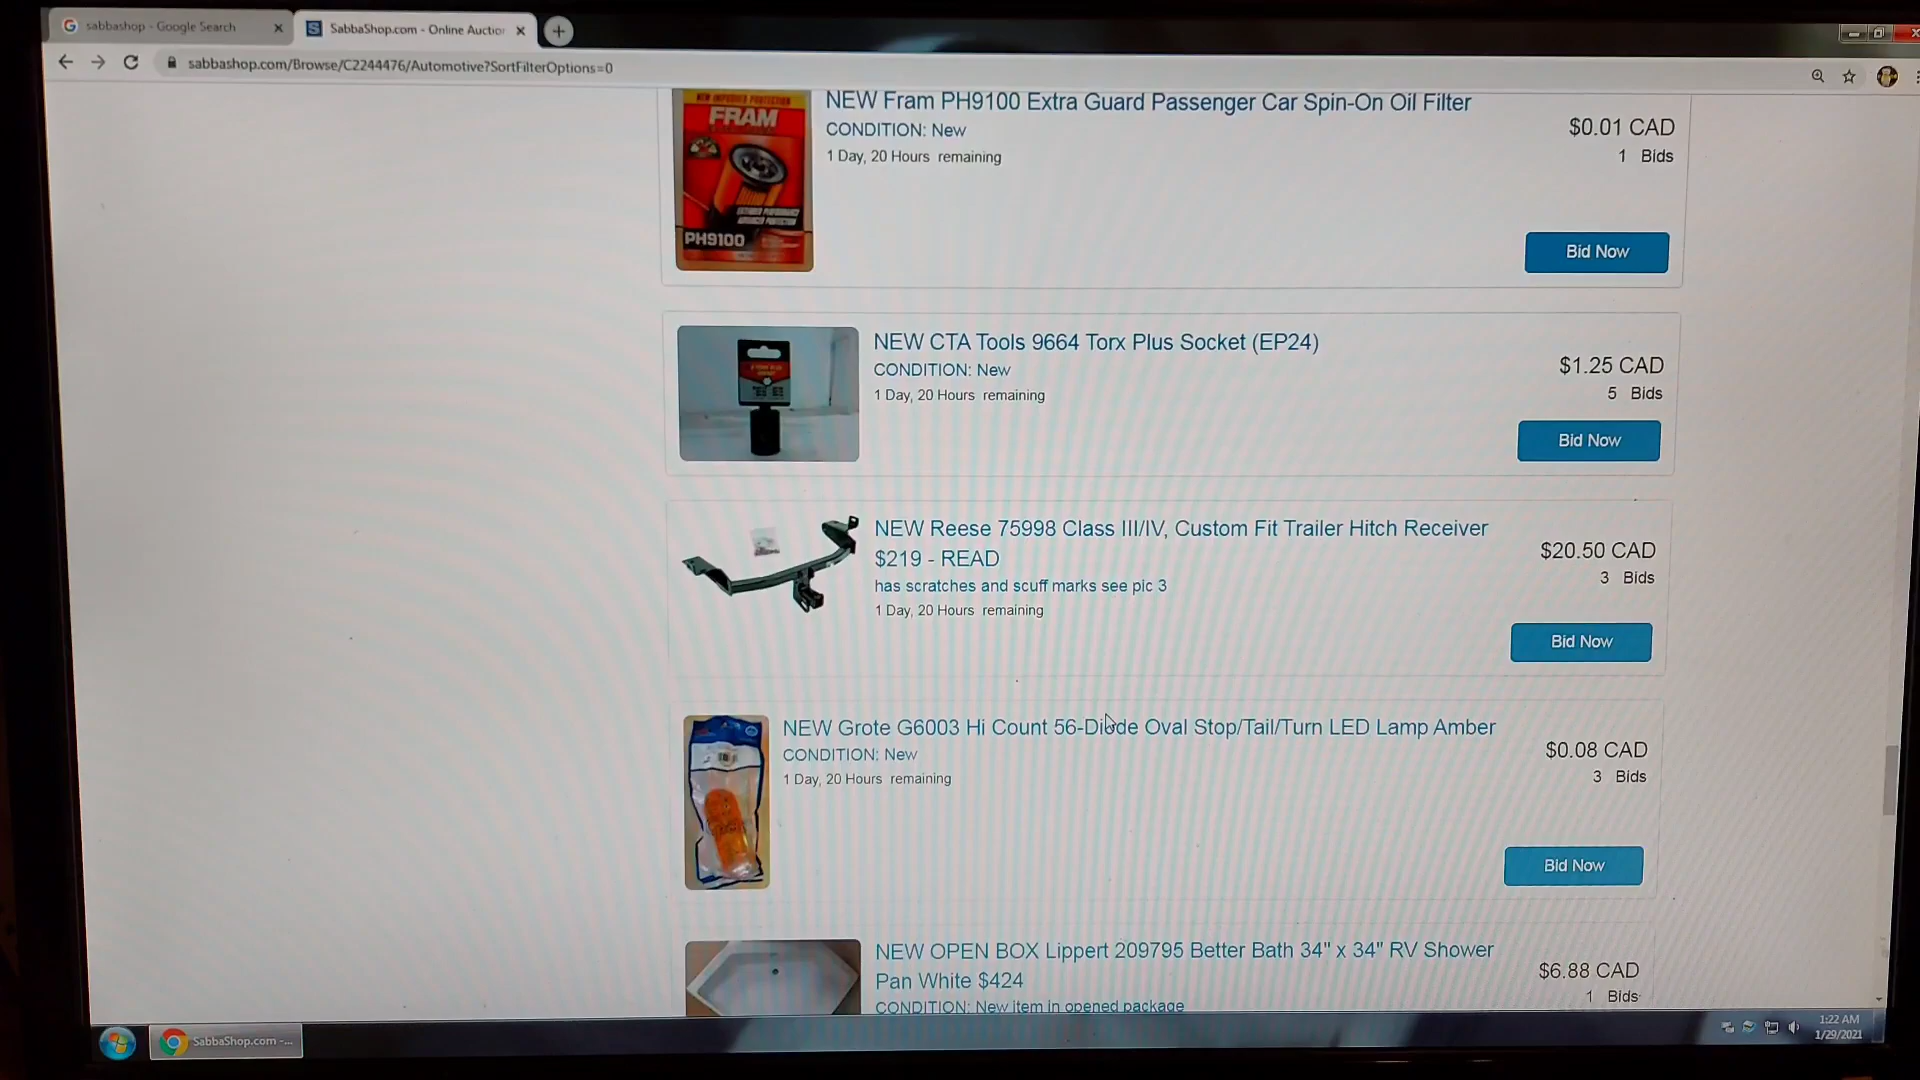 sabbashop - Google Search
SabbaShop.com - Online Auction
sabbashop.com/Browse/C2244476/Automotive?SortFilterOptions=0
NEW Fram PH9100 Extra Guard Passenger Car Spin-On Oil Filter
CONDITION: New
1 Day, 20 Hours remaining
$0.01 CAD
1 Bids
Bid Now
FRAM
PH9100
NEW CTA Tools 9664 Torx Plus Socket (EP24)
CONDITION: New
1 Day, 20 Hours remaining
$1.25 CAD
5 Bids
Bid Now
NEW Reese 75998 Class III/IV, Custom Fit Trailer Hitch Receiver
$219 - READ
has scratches and scuff marks see pic 3
1 Day, 20 Hours remaining
$20.50 CAD
3 Bids
Bid Now
NEW Grote G6003 Hi Count 56-Diode Oval Stop/Tail/Turn LED Lamp Amber
CONDITION: New
1 Day, 20 Hours remaining
$0.08 CAD
3 Bids
Bid Now
NEW OPEN BOX Lippert 209795 Better Bath 34" x 34" RV Shower
Pan White $424
CONDITION: New item in opened package
$6.88 CAD
1 Bids
SabbaShop.com -...
1:22 AM
1/29/2021